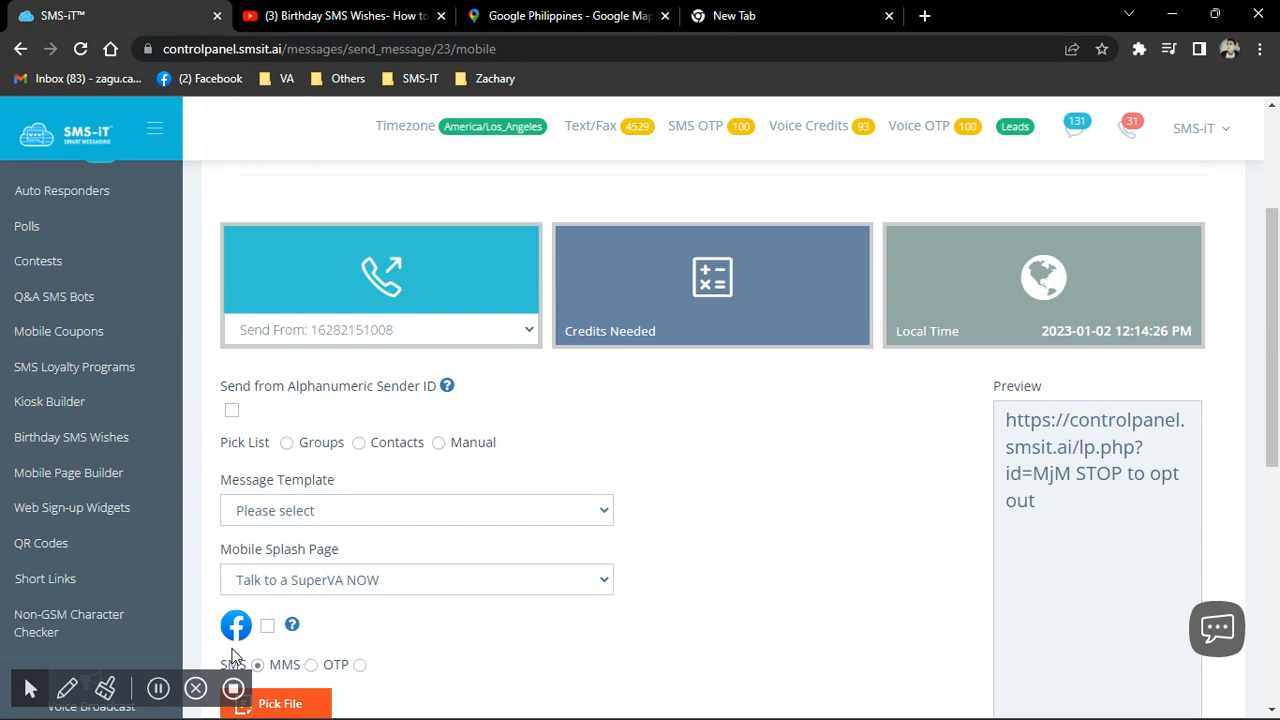 SMS-iT™
(3) Birthday SMS Wishes- How to
Google Philippines - Google Ma
New Tab
controlpanel.smsit.ai/messages/send_message/23/mobile
Inbox (83) - zagu.ca...
(2) Facebook
VA
Others
SMS-IT
Zachary
SMS-iT
SMART MESSAGING
Timezone America/Los_Angeles Text/Fax 4529 SMS OTP 100 Voice Credits 93 Voice OTP 100 Leads 131 31 SMS-iT
Auto Responders
Polls
Contests
Q&A SMS Bots
Mobile Coupons
SMS Loyalty Programs
Kiosk Builder
Birthday SMS Wishes
Mobile Page Builder
Web Sign-up Widgets
QR Codes
Short Links
Non-GSM Character
Checker
Voice Broadcast
Send From: 16282151008
Credits Needed
Local Time 2023-01-02 12:14:26 PM
Send from Alphanumeric Sender ID ?
Pick List Groups Contacts Manual
Message Template
Please select
Mobile Splash Page
Talk to a SuperVA NOW
?
SMS MMS OTP
Pick File
Preview
https://controlpanel.
smsit.ai/lp.php?
id=MjM STOP to opt
out